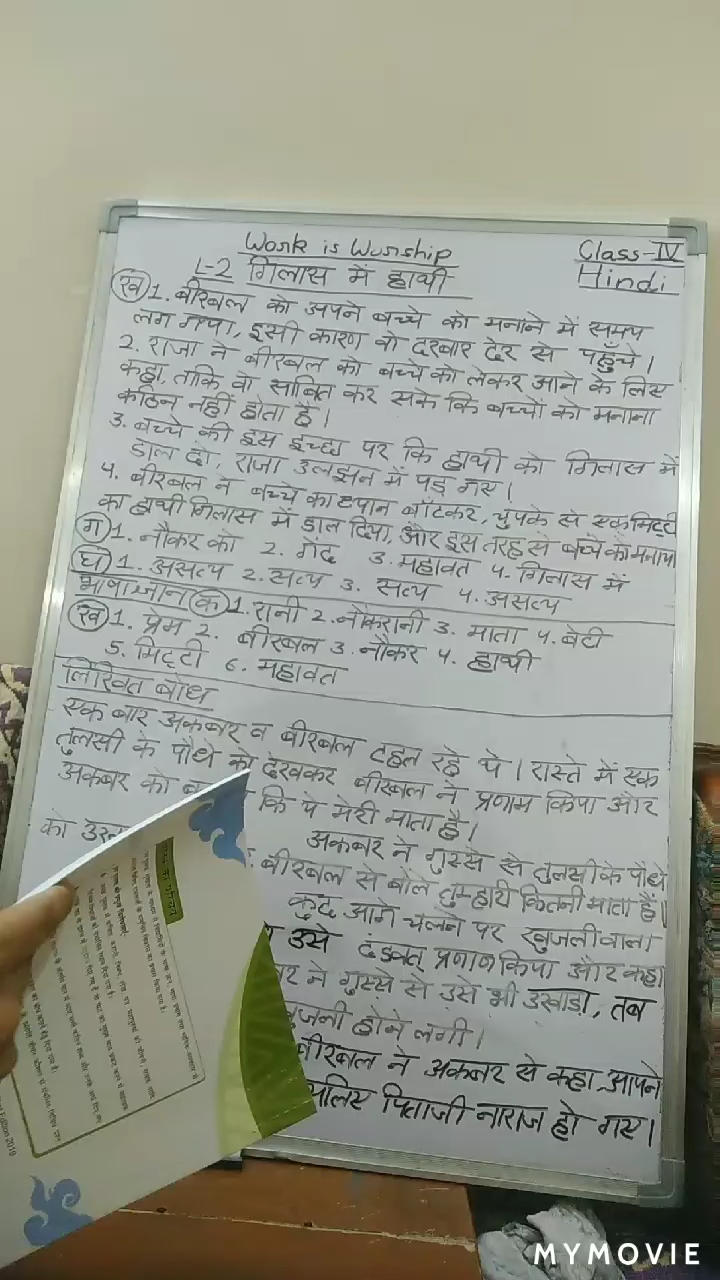 Work is Worship
Class-IV
L-2 गिलास में हाथी
Hindi
(ख) 1. बीरबल को अपने बच्चे को मनाने में समय
लग गया, इसी कारण वो दरबार देर से पहुँचे।
2. राजा ने बीरबल को बच्चे को लेकर आने के लिए
कहा, ताकि वो साबित कर सके कि बच्चों को मनाना
कठिन नहीं होता है।
3. बच्चे की इस इच्छा पर कि हाथी को गिलास में
डाल दो, राजा उलझन में पड़ गए।
4. बीरबल ने बच्चे का ध्यान बाँटकर, चुपके से एक मिट्टी
का हाथी गिलास में डाल दिया, और इस तरह से बच्चे को मनाया
(ग) 1. नौकर को 2. गेंद 3. महावत 4. गिलास में
(घ) 1. असत्य 2. सत्य 3. सत्य 4. असत्य
भाषा ज्ञान (क) 1. रानी 2. नौकरानी 3. माता 4. बेटी
(ख) 1. प्रेम 2. बीरबल 3. नौकर 4. हाथी
5. मिट्टी 6. महावत
लिखित बोध
एक बार अकबर व बीरबल टहल रहे थे। रास्ते में एक
तुलसी के पौधे को देखकर बीरबल ने प्रणाम किया और
अकबर को कि ये मेरी माता है।
अकबर ने गुस्से से तुलसी के पौधे
को बीरबल से बोले तुम्हारी कितनी माता हैं।
कुद आगे चलने पर खुजलीवाला
उसे दंडवत् प्रणाण किया और कहा
ने गुस्से से उसे भी उखाडा, तब
होने लगी।
बीरबल ने अकबर से कहा आपने
पिताजी नाराज हो गए।
MYMOVIE